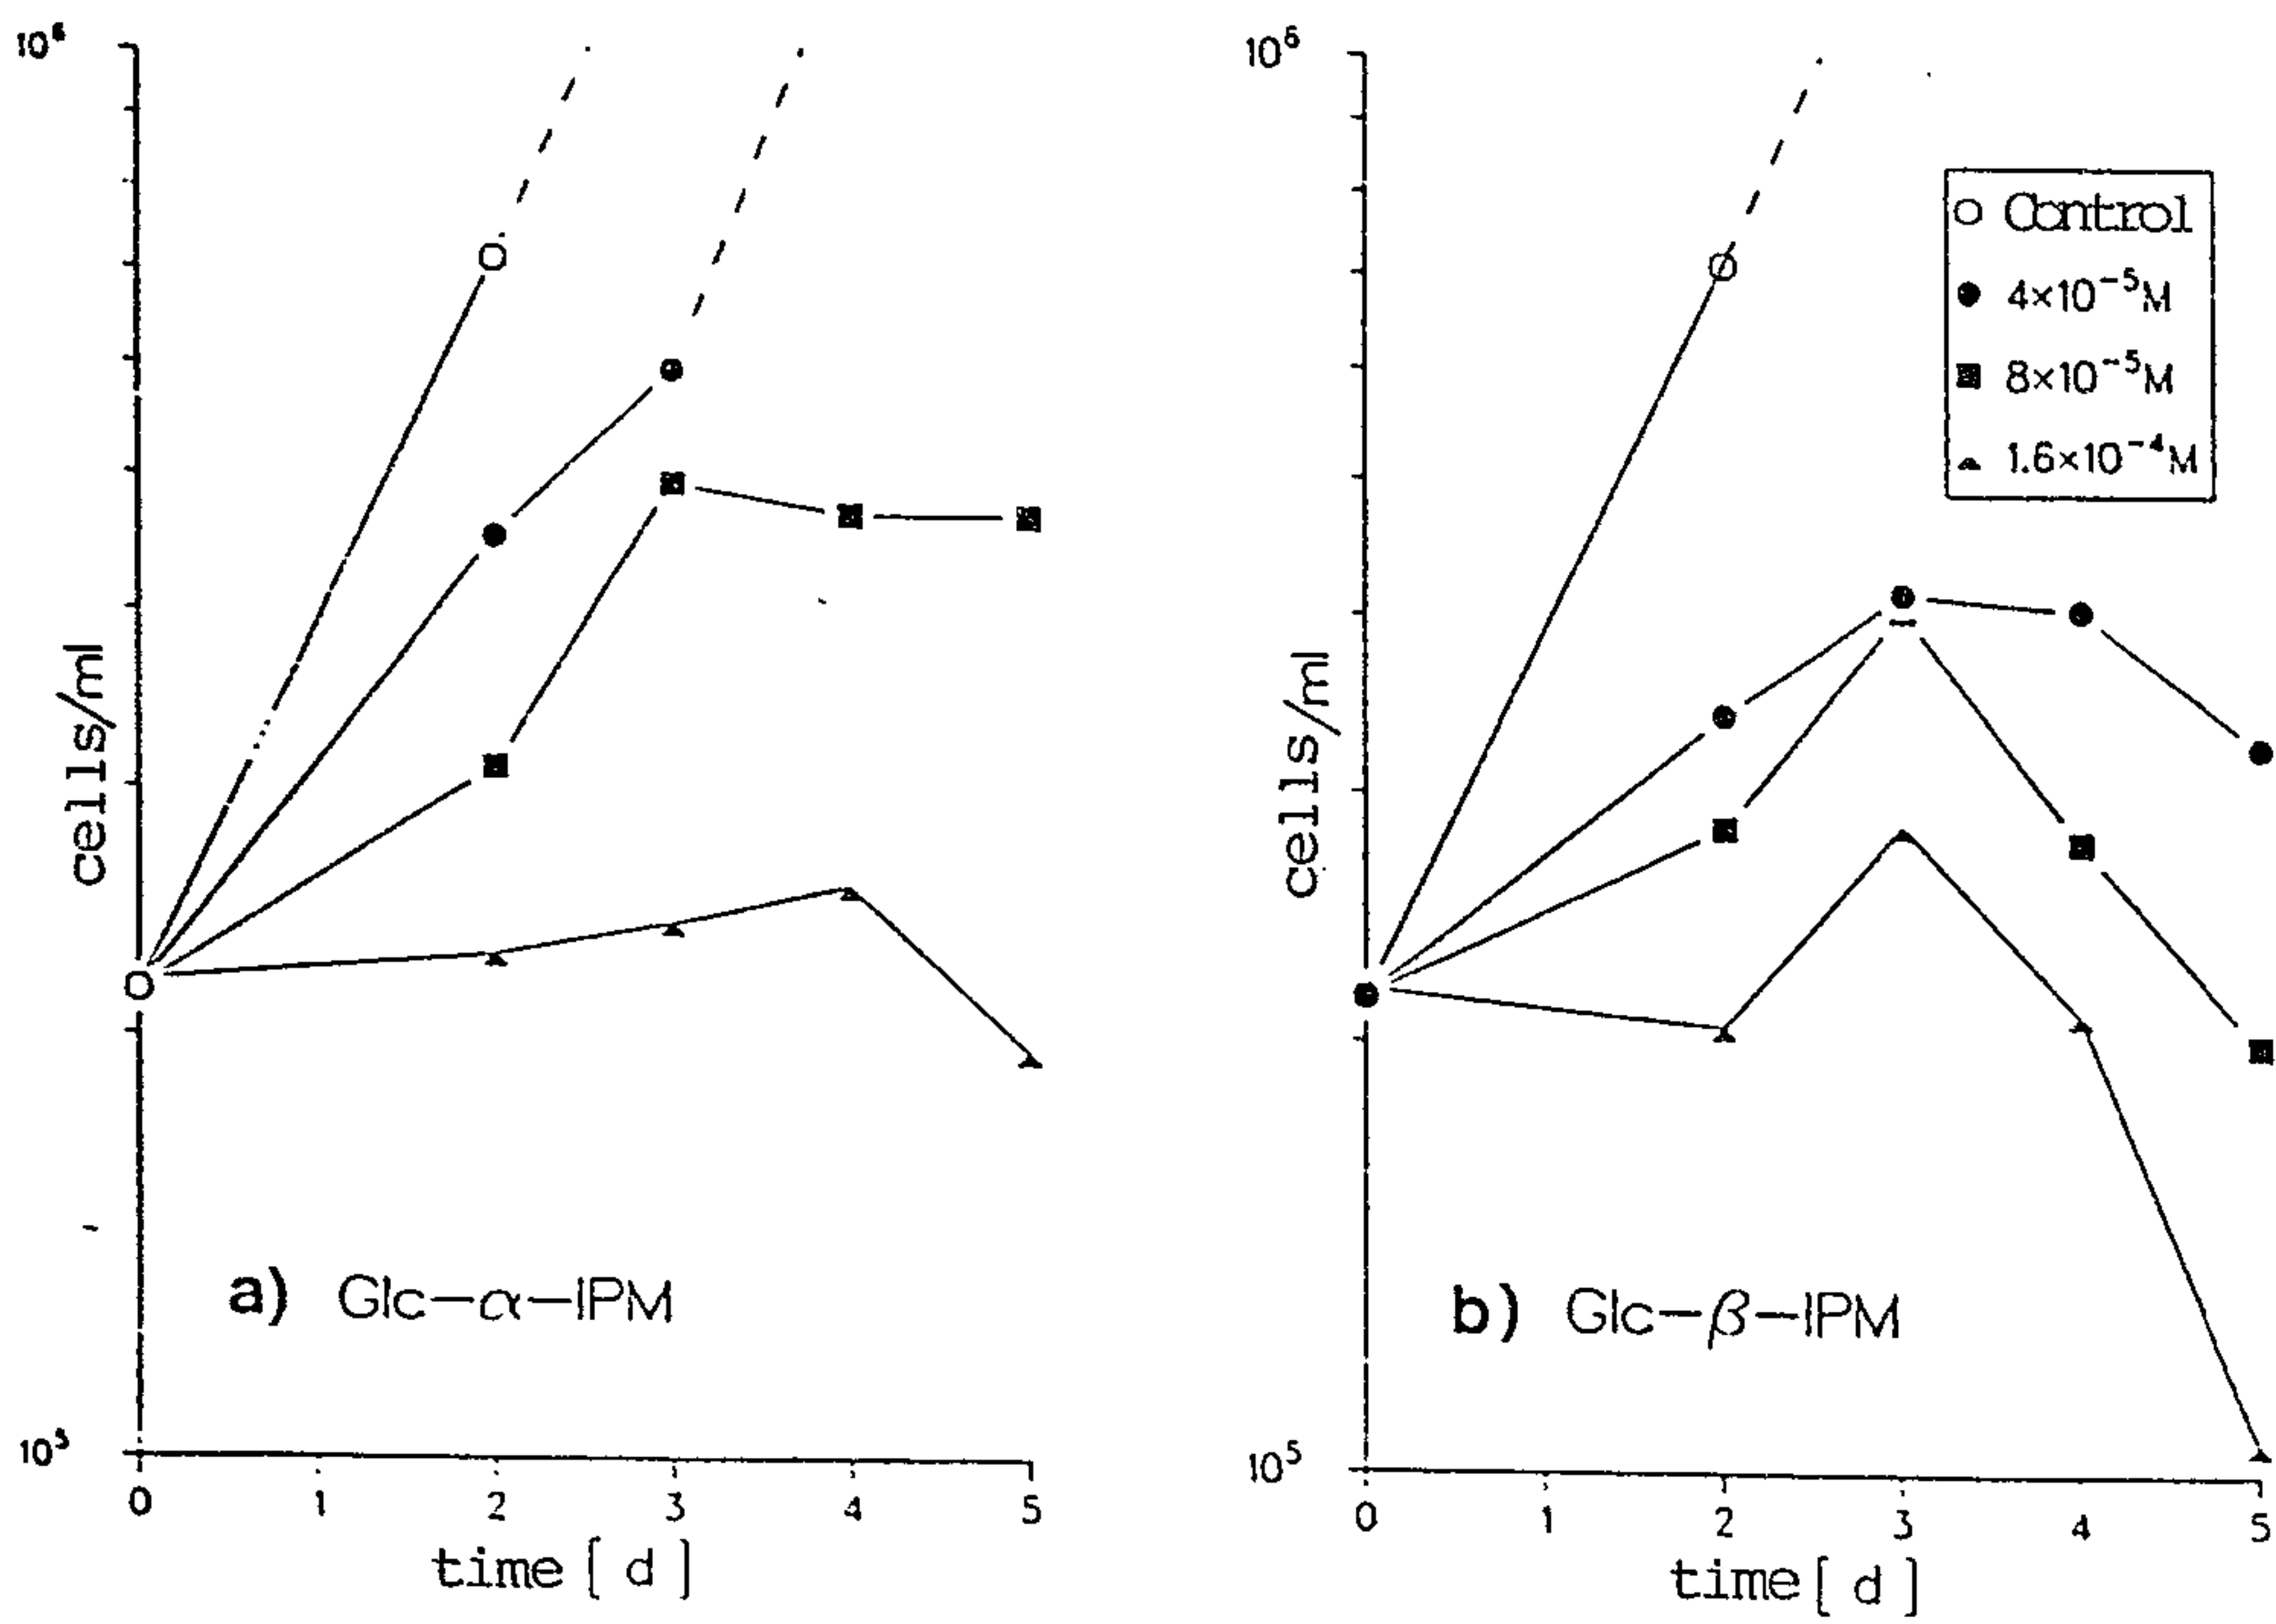 10⁶
cells/ml
10⁵
0 1 2 3 4 5
time [ d ]
a) Glc-α-IPM
10⁶
cells/ml
10⁵
0 1 2 3 4 5
time [ d ]
b) Glc-β-IPM
Control
4×10⁻⁵M
8×10⁻⁵M
1.6×10⁻⁴M